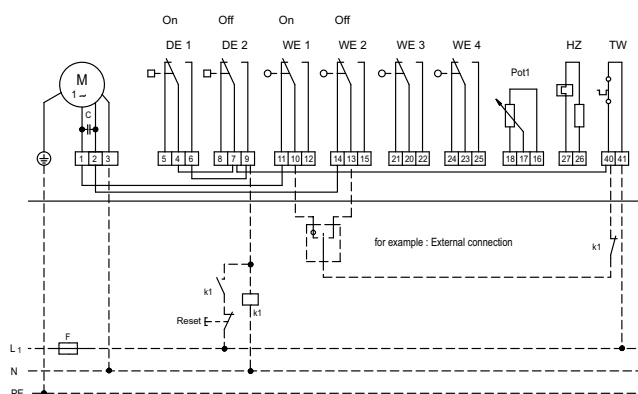 On Off On Off
DE 1 DE 2 WE 1 WE 2 WE 3 WE 4 HZ TW
M
1 ~
Pot1
C
1 2 3 5 4 6 8 7 9 11 10 12 14 13 15 21 20 22 24 23 25 18 17 16 27 26 40 41
for example : External connection
k1
k1
k1
Reset
F
L 1
N
PE